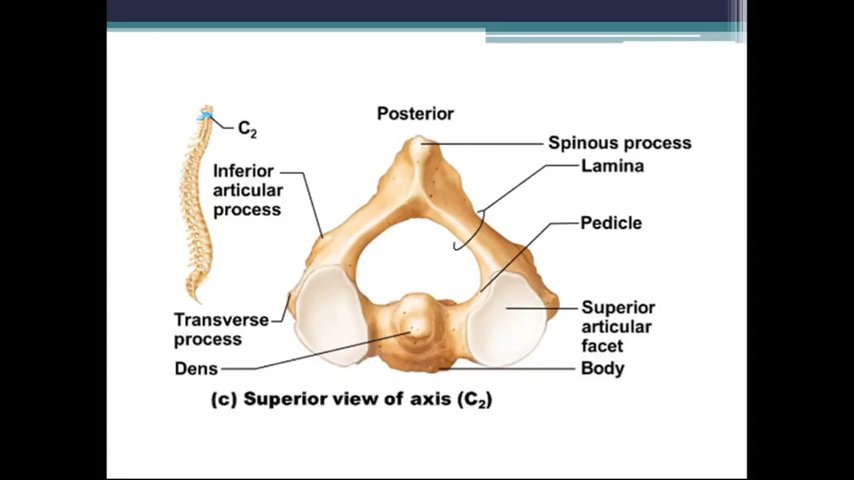 Posterior
C2
Spinous process
Lamina
Inferior
articular
process
Pedicle
Transverse
process
Superior
articular
facet
Dens
Body
(c) Superior view of axis (C2)